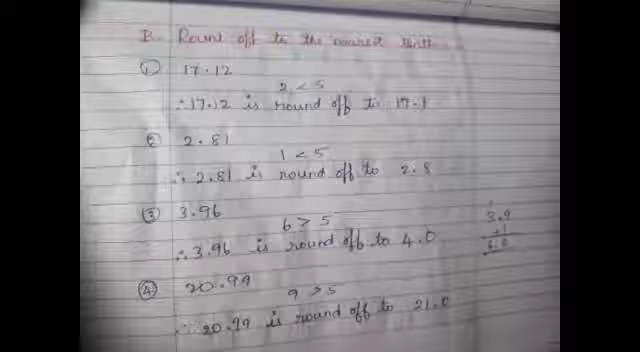 B. Round off to the nearest tenth.
① 17.12
2 < 5
∴ 17.12 is round off to 17.1
② 2.81
1 < 5
∴ 2.81 is round off to 2.8
③ 3.96
6 > 5
∴ 3.96 is round off to 4.0
1
3.9
+1
4.0
④ 20.99
9 > 5
∴ 20.99 is round off to 21.0